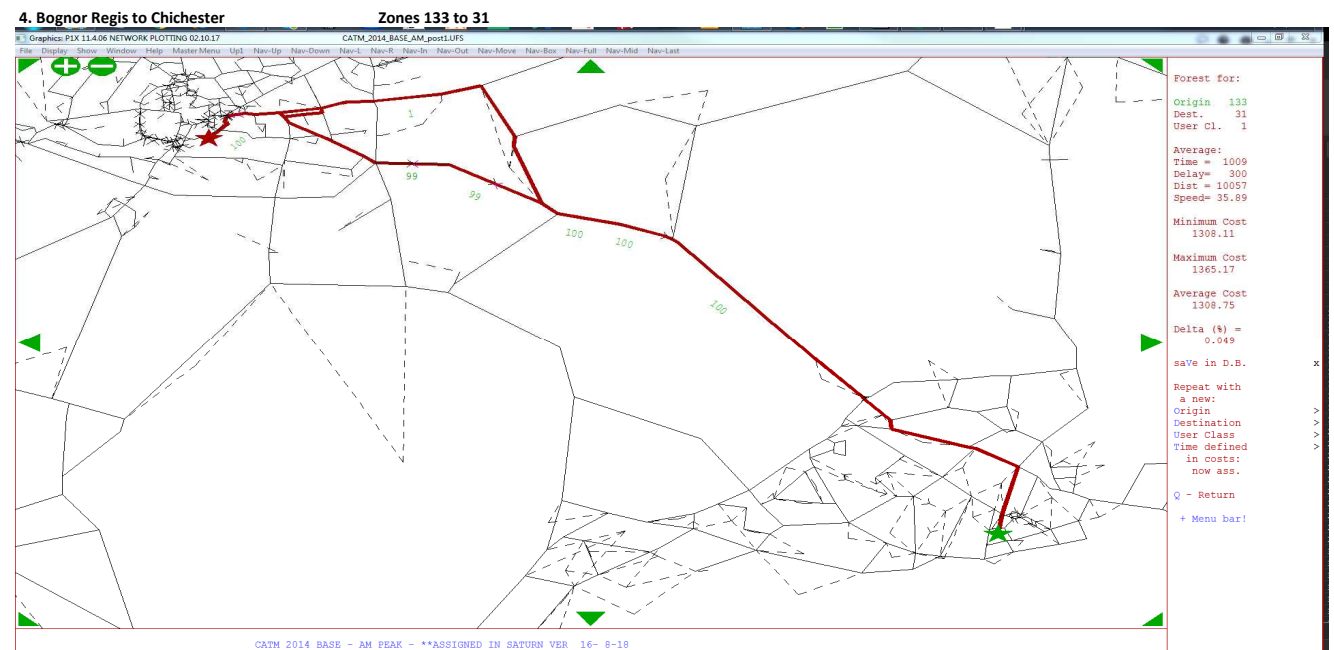 4. Bognor Regis to Chichester Zones 133 to 31
Graphics: P1X 11.4.06 NETWORK PLOTTING 02.10.17 CATM_2014_BASE_AM_post1.UFS
File Display Show Window Help Master Menu Up1 Nav-Up Nav-Down Nav-L Nav-R Nav-In Nav-Out Nav-Move Nav-Box Nav-Full Nav-Mid Nav-Last
Forest for:
Origin 133
Dest. 31
User Cl. 1
Average:
Time = 1009
Delay= 300
Dist = 10057
Speed= 35.89
Minimum Cost
1308.11
Maximum Cost
1365.17
Average Cost
1308.75
Delta (%) =
0.049
saVe in D.B. x
Repeat with
a new:
Origin >
Destination >
User Class >
Time defined >
in costs:
now ass.
Q - Return
+ Menu bar!
1
100
99
99
100
100
100
CATM 2014 BASE - AM PEAK - **ASSIGNED IN SATURN VER 16- 8-18